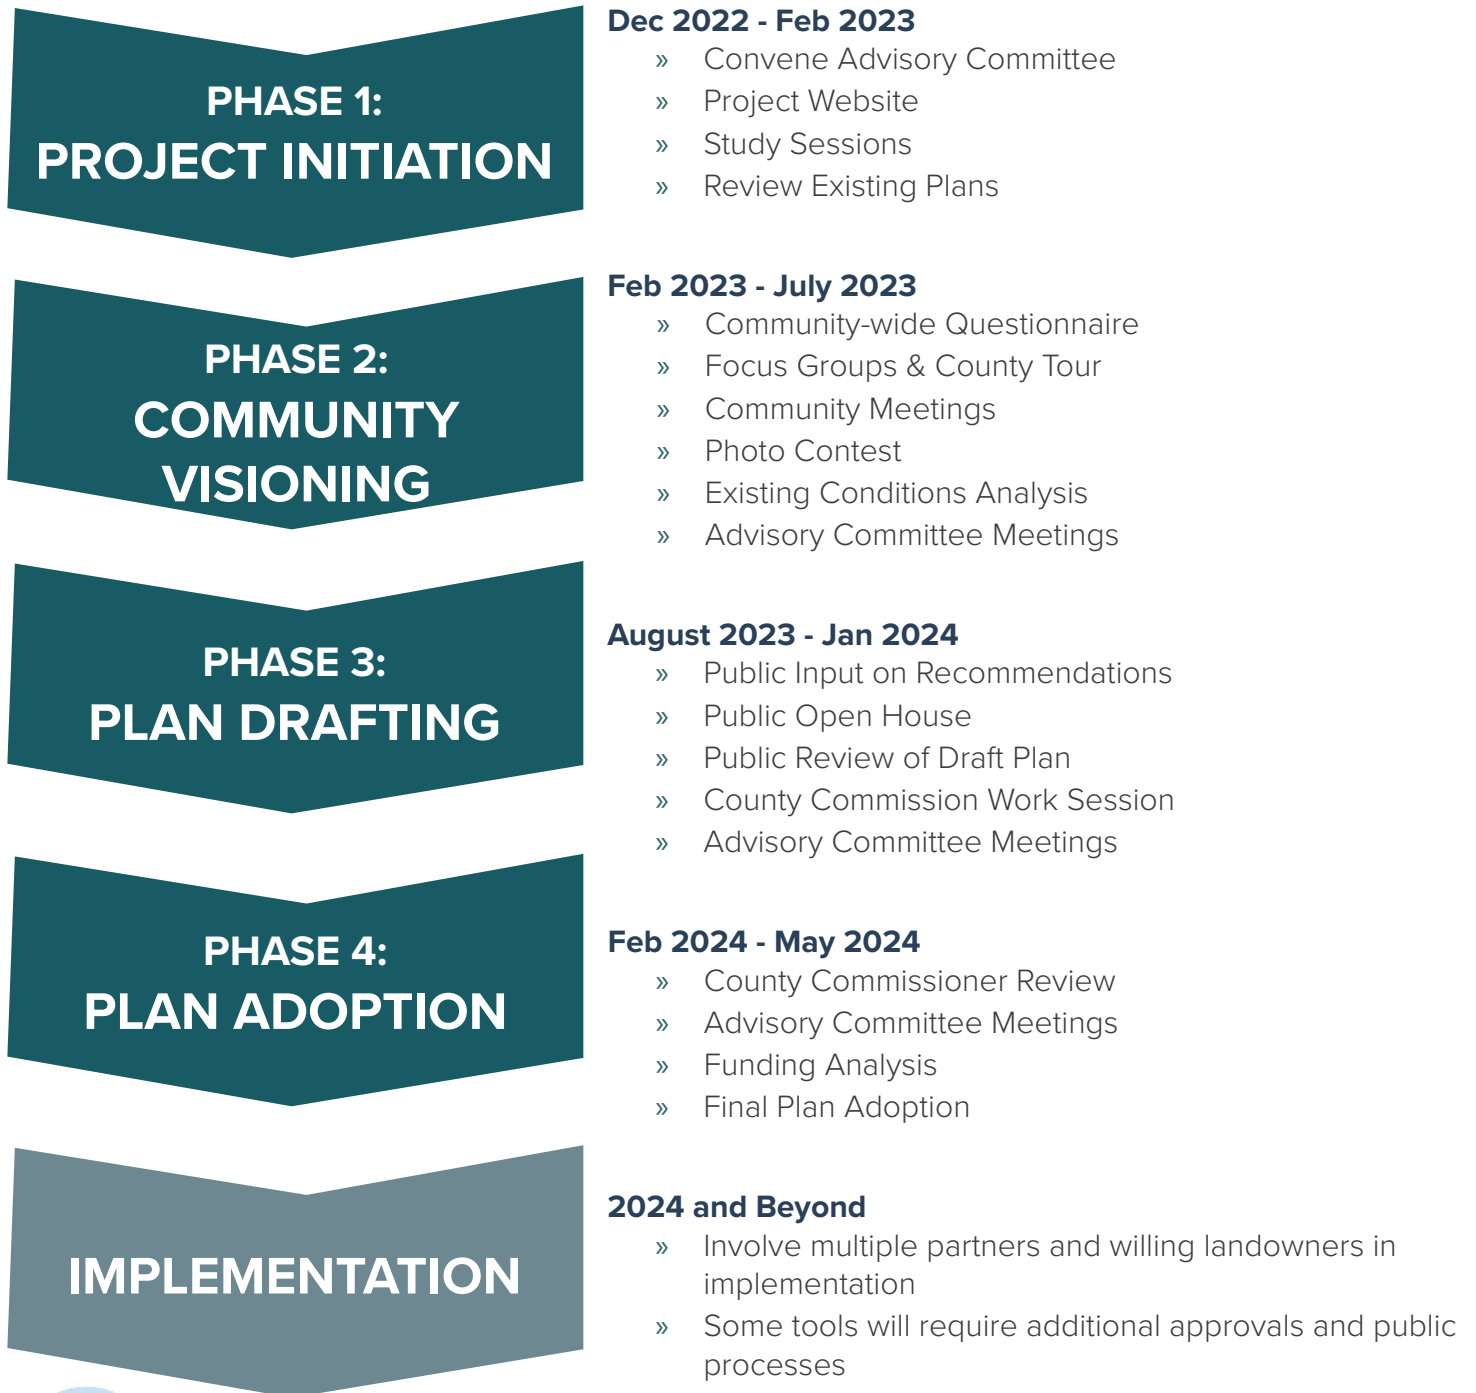 PHASE 1:
PROJECT INITIATION
Dec 2022 - Feb 2023
» Convene Advisory Committee
» Project Website
» Study Sessions
» Review Existing Plans
PHASE 2:
COMMUNITY
VISIONING
Feb 2023 - July 2023
» Community-wide Questionnaire
» Focus Groups & County Tour
» Community Meetings
» Photo Contest
» Existing Conditions Analysis
» Advisory Committee Meetings
PHASE 3:
PLAN DRAFTING
August 2023 - Jan 2024
» Public Input on Recommendations
» Public Open House
» Public Review of Draft Plan
» County Commission Work Session
» Advisory Committee Meetings
PHASE 4:
PLAN ADOPTION
Feb 2024 - May 2024
» County Commissioner Review
» Advisory Committee Meetings
» Funding Analysis
» Final Plan Adoption
IMPLEMENTATION
2024 and Beyond
» Involve multiple partners and willing landowners in
implementation
» Some tools will require additional approvals and public
processes